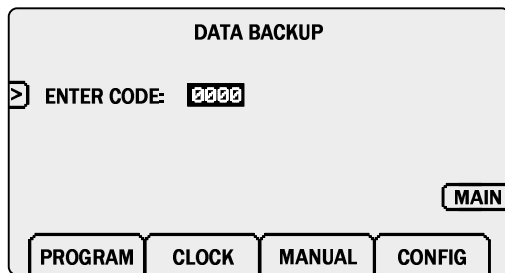 DATA BACKUP
> ENTER CODE: 0000
MAIN
PROGRAM CLOCK MANUAL CONFIG